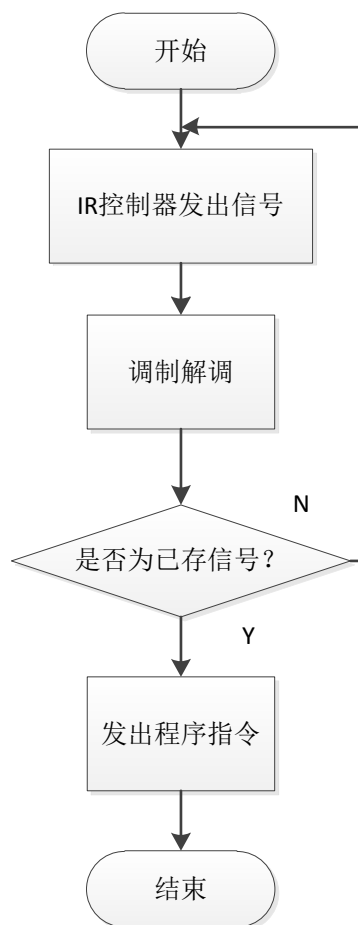 开始
IR控制器发出信号
调制解调
N
是否为已存信号？
Y
发出程序指令
结束